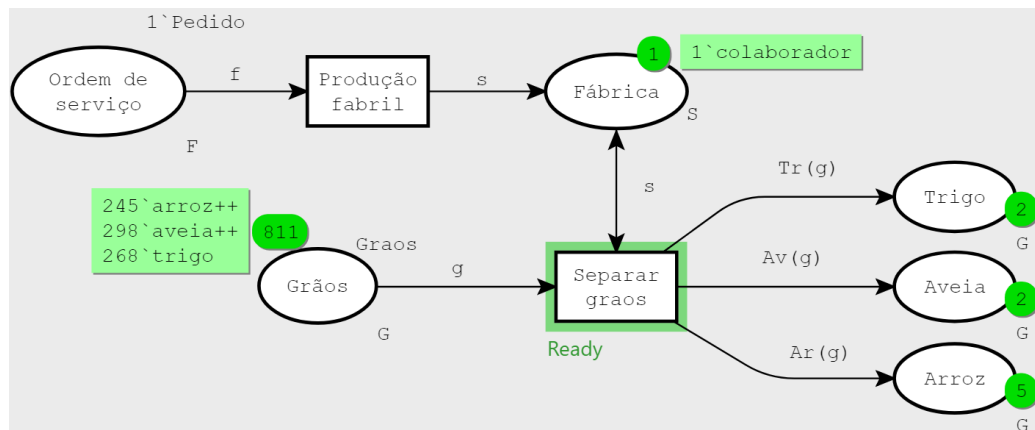 1`Pedido
Ordem de
serviço
f
F
Produção
fabril
s
1
1`colaborador
Fábrica
S
s
245`arroz++
298`aveia++
268`trigo
811
Graos
Grãos
G
g
Separar
graos
Ready
Tr(g)
Trigo
2
G
Av(g)
Aveia
2
G
Ar(g)
Arroz
5
G